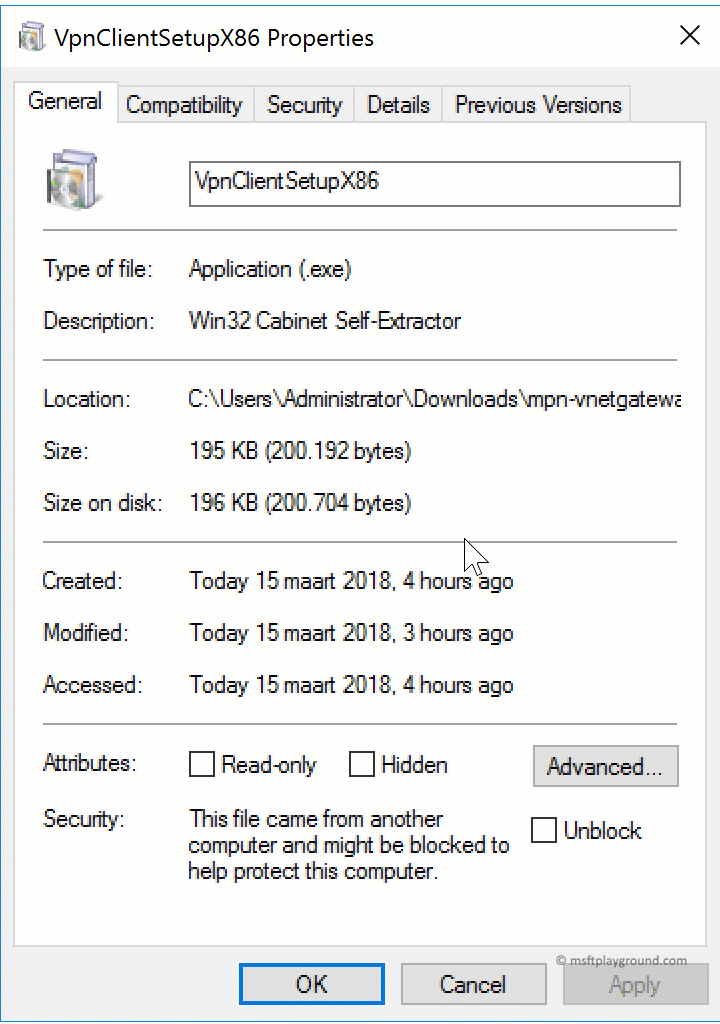 VpnClientSetupX86 Properties
General Compatibility Security Details Previous Versions
VpnClientSetupX86
Type of file: Application (.exe)
Description: Win32 Cabinet Self-Extractor
Location: C:\Users\Administrator\Downloads\mpn-vnetgatewa
Size: 195 KB (200.192 bytes)
Size on disk: 196 KB (200.704 bytes)
Created: Today 15 maart 2018, 4 hours ago
Modified: Today 15 maart 2018, 3 hours ago
Accessed: Today 15 maart 2018, 4 hours ago
Attributes: Read-only Hidden Advanced...
Security: This file came from another
computer and might be blocked to
help protect this computer.
Unblock
© msftplayground.com
OK Cancel Apply